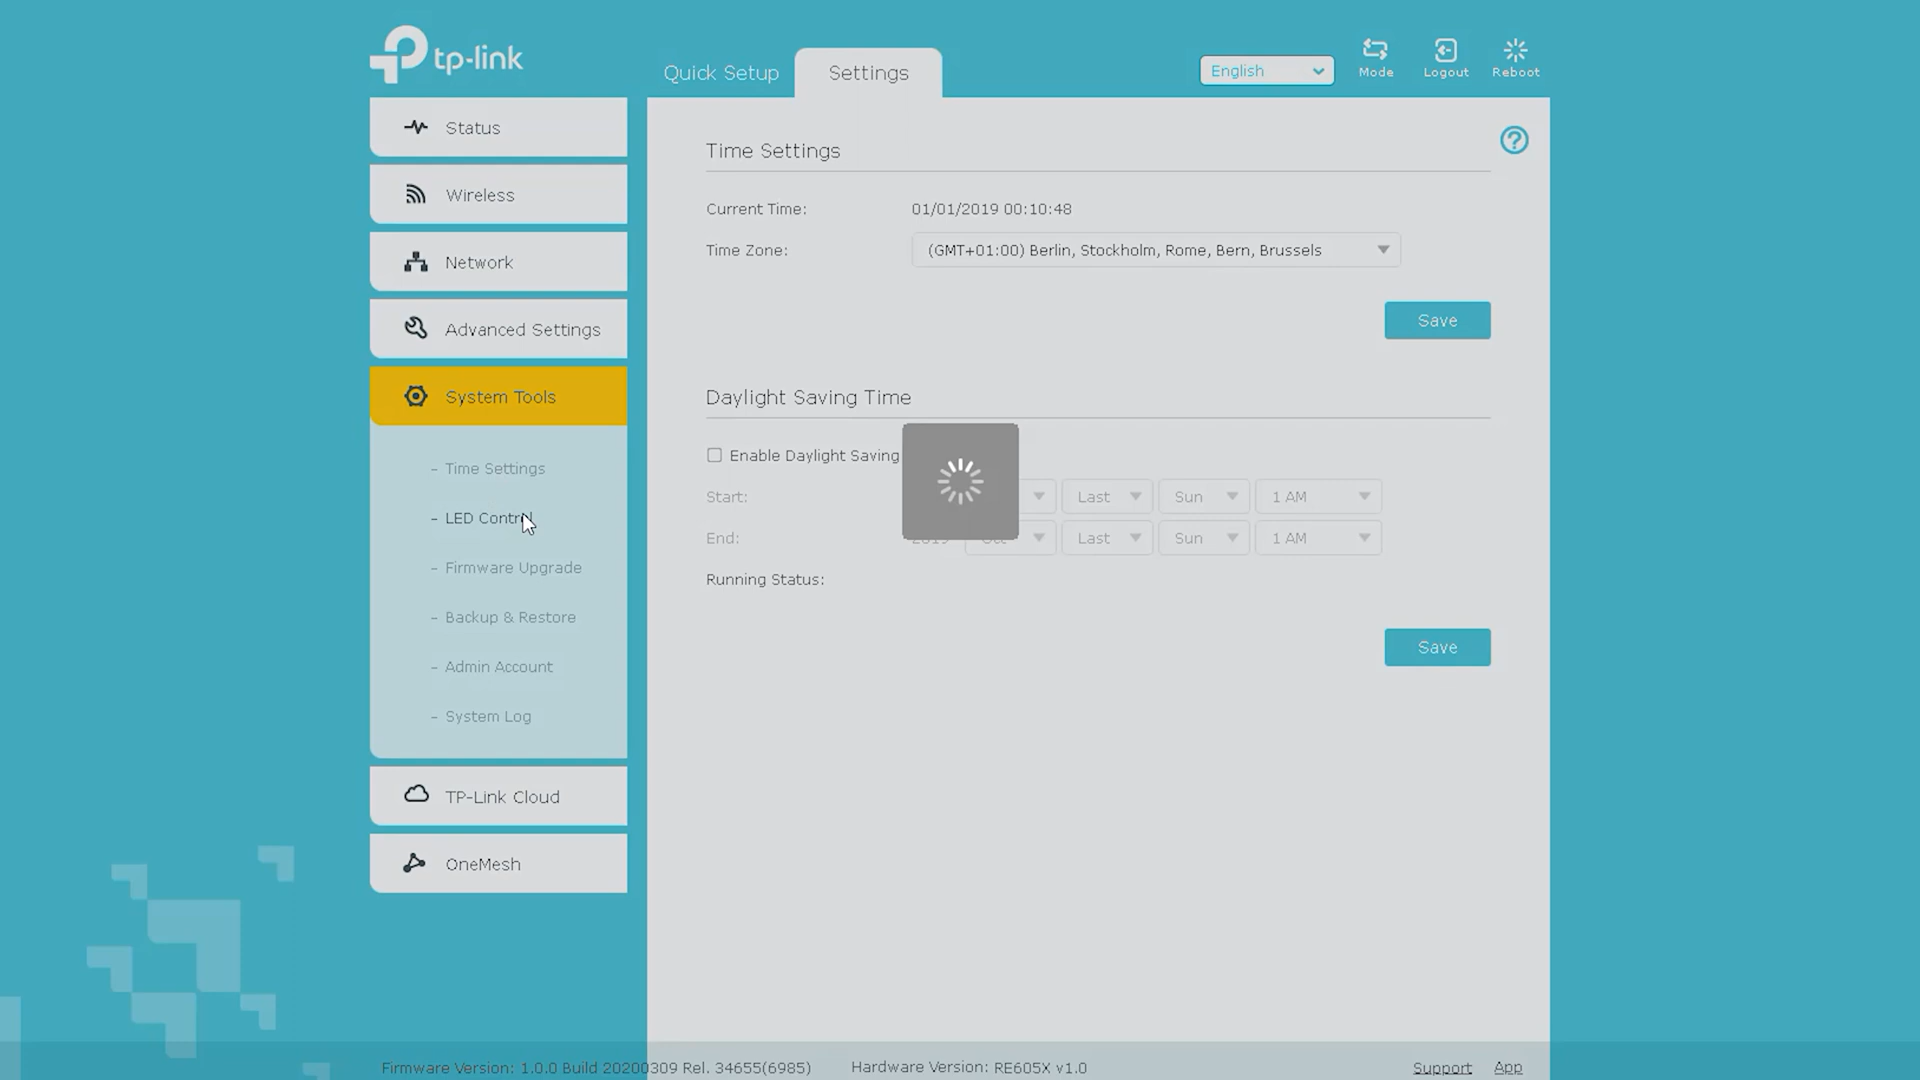 tp-link
Quick Setup
Settings
English
Mode
Logout
Reboot
Status
Wireless
Network
Advanced Settings
System Tools
- Time Settings
- LED Control
- Firmware Upgrade
- Backup & Restore
- Admin Account
- System Log
TP-Link Cloud
OneMesh
Time Settings
Current Time: 01/01/2019 00:10:48
Time Zone: (GMT+01:00) Berlin, Stockholm, Rome, Bern, Brussels
Save
Daylight Saving Time
Enable Daylight Saving
Start: Last Sun 1 AM
End: 2019 Oct Last Sun 1 AM
Running Status:
Save
Firmware Version: 1.0.0 Build 20200309 Rel. 34655(6985) Hardware Version: RE605X v1.0
Support App